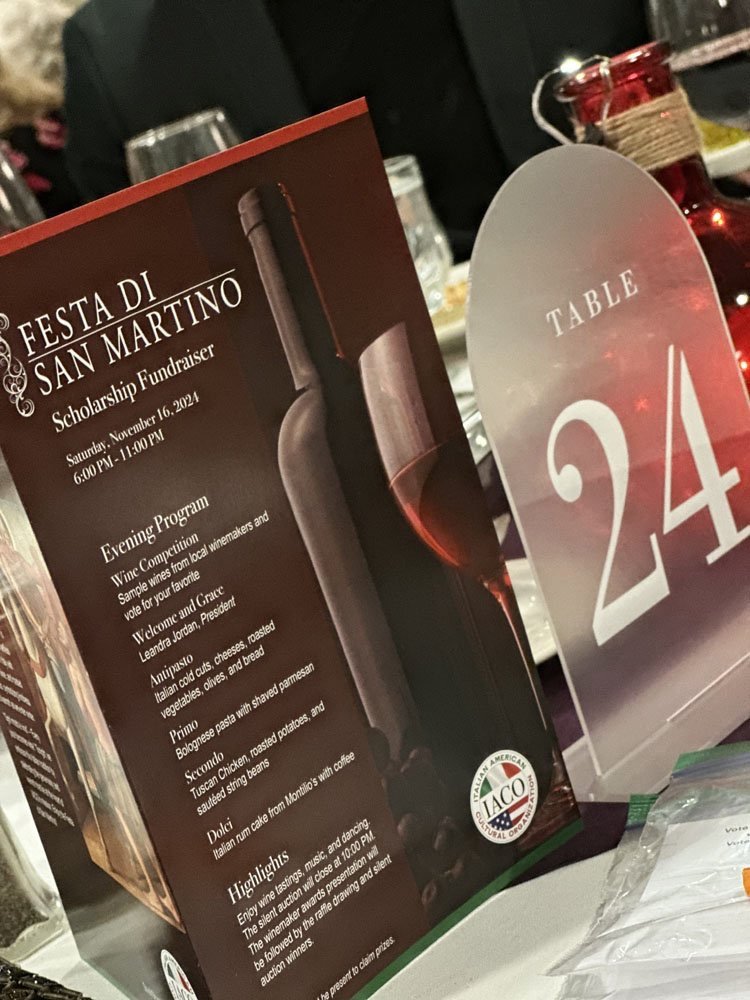 FESTA DI
SAN MARTINO
Scholarship Fundraiser
Saturday, November 16, 2024
6:00 PM - 11:00 PM
Evening Program
Wine Competition
Sample wines from local winemakers and
vote for your favorite
Welcome and Grace
Leandra Jordan, President
Antipasto
Italian cold cuts, cheeses, roasted
vegetables, olives, and bread
Primo
Bolognese pasta with shaved parmesan
Secondo
Tuscan Chicken, roasted potatoes, and
sautéed string beans
Dolci
Italian rum cake from Montilio's with coffee
Highlights
Enjoy wine tastings, music, and dancing.
The silent auction will close at 10:00 PM.
The winemaker awards presentation will
be followed by the raffle drawing and silent
auction winners.
be present to claim prizes.
ITALIAN AMERICAN
IACO
CULTURAL ORGANIZATION
TABLE
24
Vote
Vote